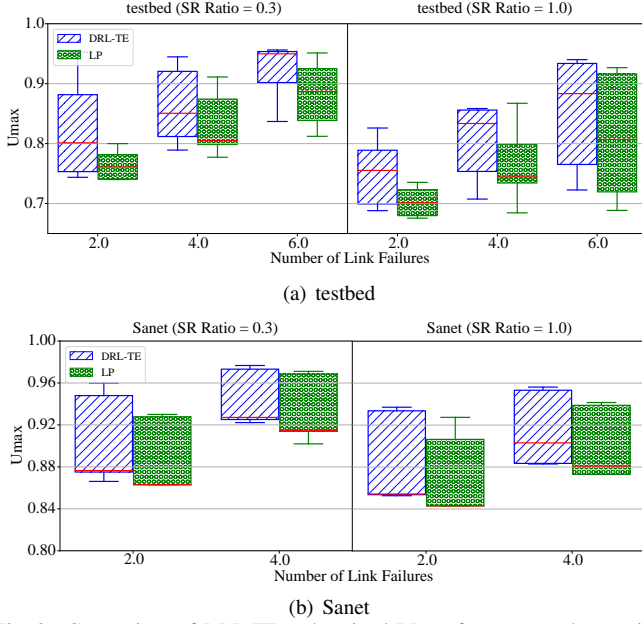 testbed (SR Ratio = 0.3)
testbed (SR Ratio = 1.0)
DRL-TE
LP
1.0
0.9
0.8
0.7
Umax
2.0 4.0 6.0 2.0 4.0 6.0
Number of Link Failures
(a) testbed
Sanet (SR Ratio = 0.3)
Sanet (SR Ratio = 1.0)
DRL-TE
LP
1.00
0.96
0.92
0.88
0.84
0.80
Umax
2.0 4.0 2.0 4.0
Number of Link Failures
(b) Sanet